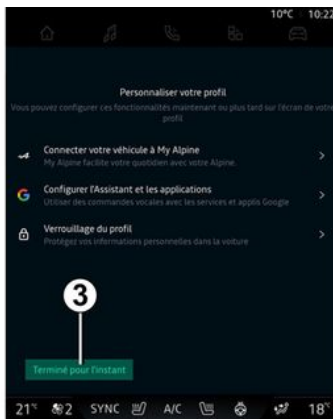 10°C 10:22
Personnaliser votre profil
Vous pouvez configurer ces fonctionnalités maintenant ou plus tard sur l'écran de votre
profil
Connecter votre véhicule à My Alpine
My Alpine facilite votre quotidien avec votre Alpine.
Configurer l'Assistant et les applications
Utiliser des commandes vocales avec les services et applis Google
Verrouillage du profil
Protégez vos informations personnelles dans la voiture
3
Terminé pour l'instant
21° 2 SYNC A/C 18°